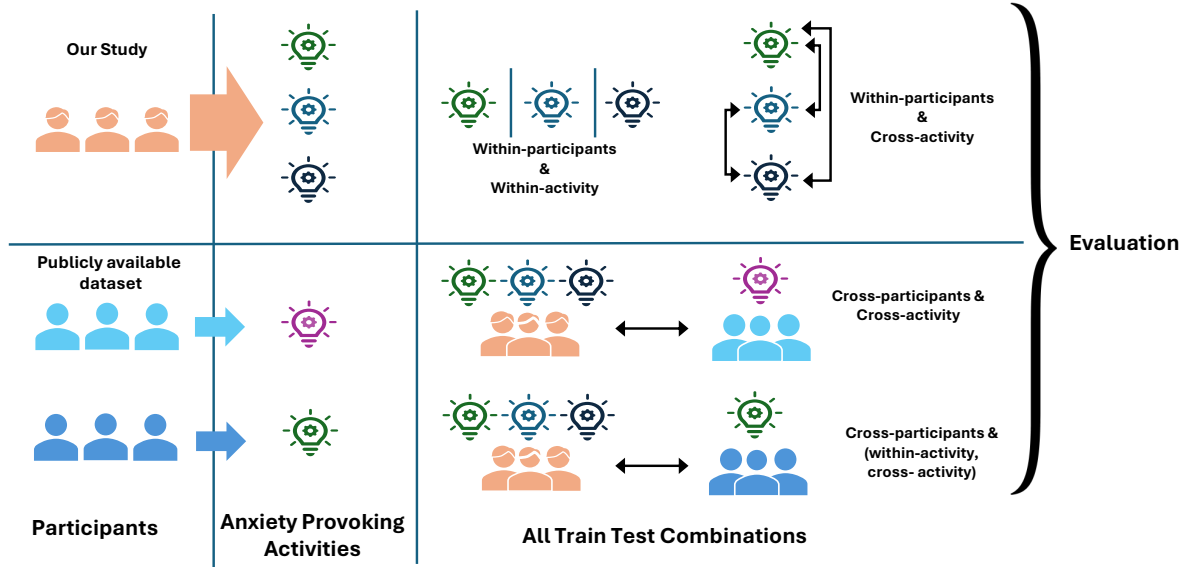 Our Study
Within-participants
&
Within-activity
Within-participants
&
Cross-activity
Evaluation
Publicly available
dataset
Cross-participants &
Cross-activity
Cross-participants &
(within-activity,
cross- activity)
Participants
Anxiety Provoking
Activities
All Train Test Combinations